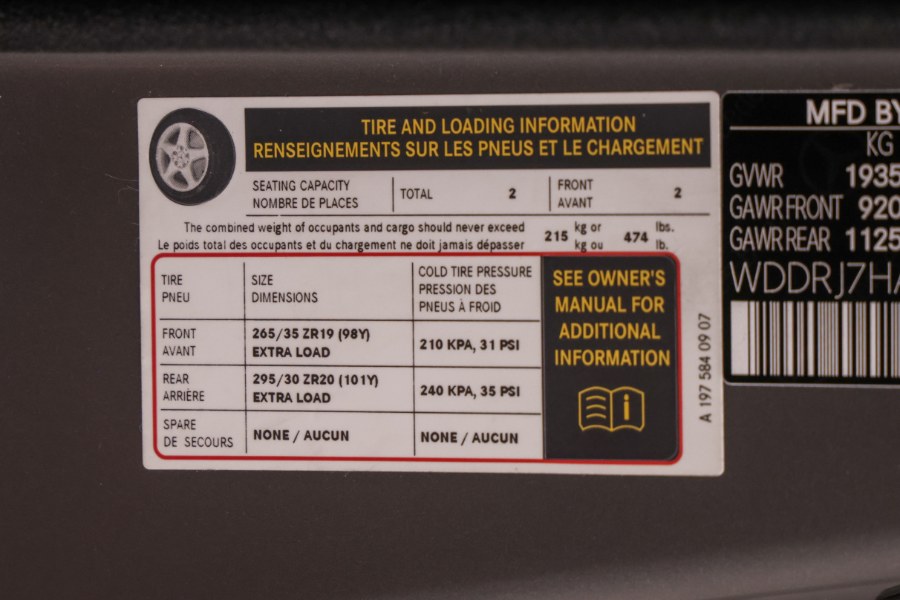 TIRE AND LOADING INFORMATION
RENSEIGNEMENTS SUR LES PNEUS ET LE CHARGEMENT
SEATING CAPACITY
NOMBRE DE PLACES
TOTAL 2
FRONT
AVANT
2
The combined weight of occupants and cargo should never exceed
Le poids total des occupants et du chargement ne doit jamais dépasser
215 kg or
kg ou
474 lbs.
lb.
TIRE
PNEU
SIZE
DIMENSIONS
COLD TIRE PRESSURE
PRESSION DES
PNEUS À FROID
FRONT
AVANT
265/35 ZR19 (98Y)
EXTRA LOAD
210 KPA, 31 PSI
REAR
ARRIÈRE
295/30 ZR20 (101Y)
EXTRA LOAD
240 KPA, 35 PSI
SPARE
DE SECOURS
NONE / AUCUN
NONE / AUCUN
SEE OWNER'S
MANUAL FOR
ADDITIONAL
INFORMATION
A 197 584 09 07
MFD BY
KG
GVWR 1935
GAWR FRONT 920
GAWR REAR 1125
WDDRJ7HA